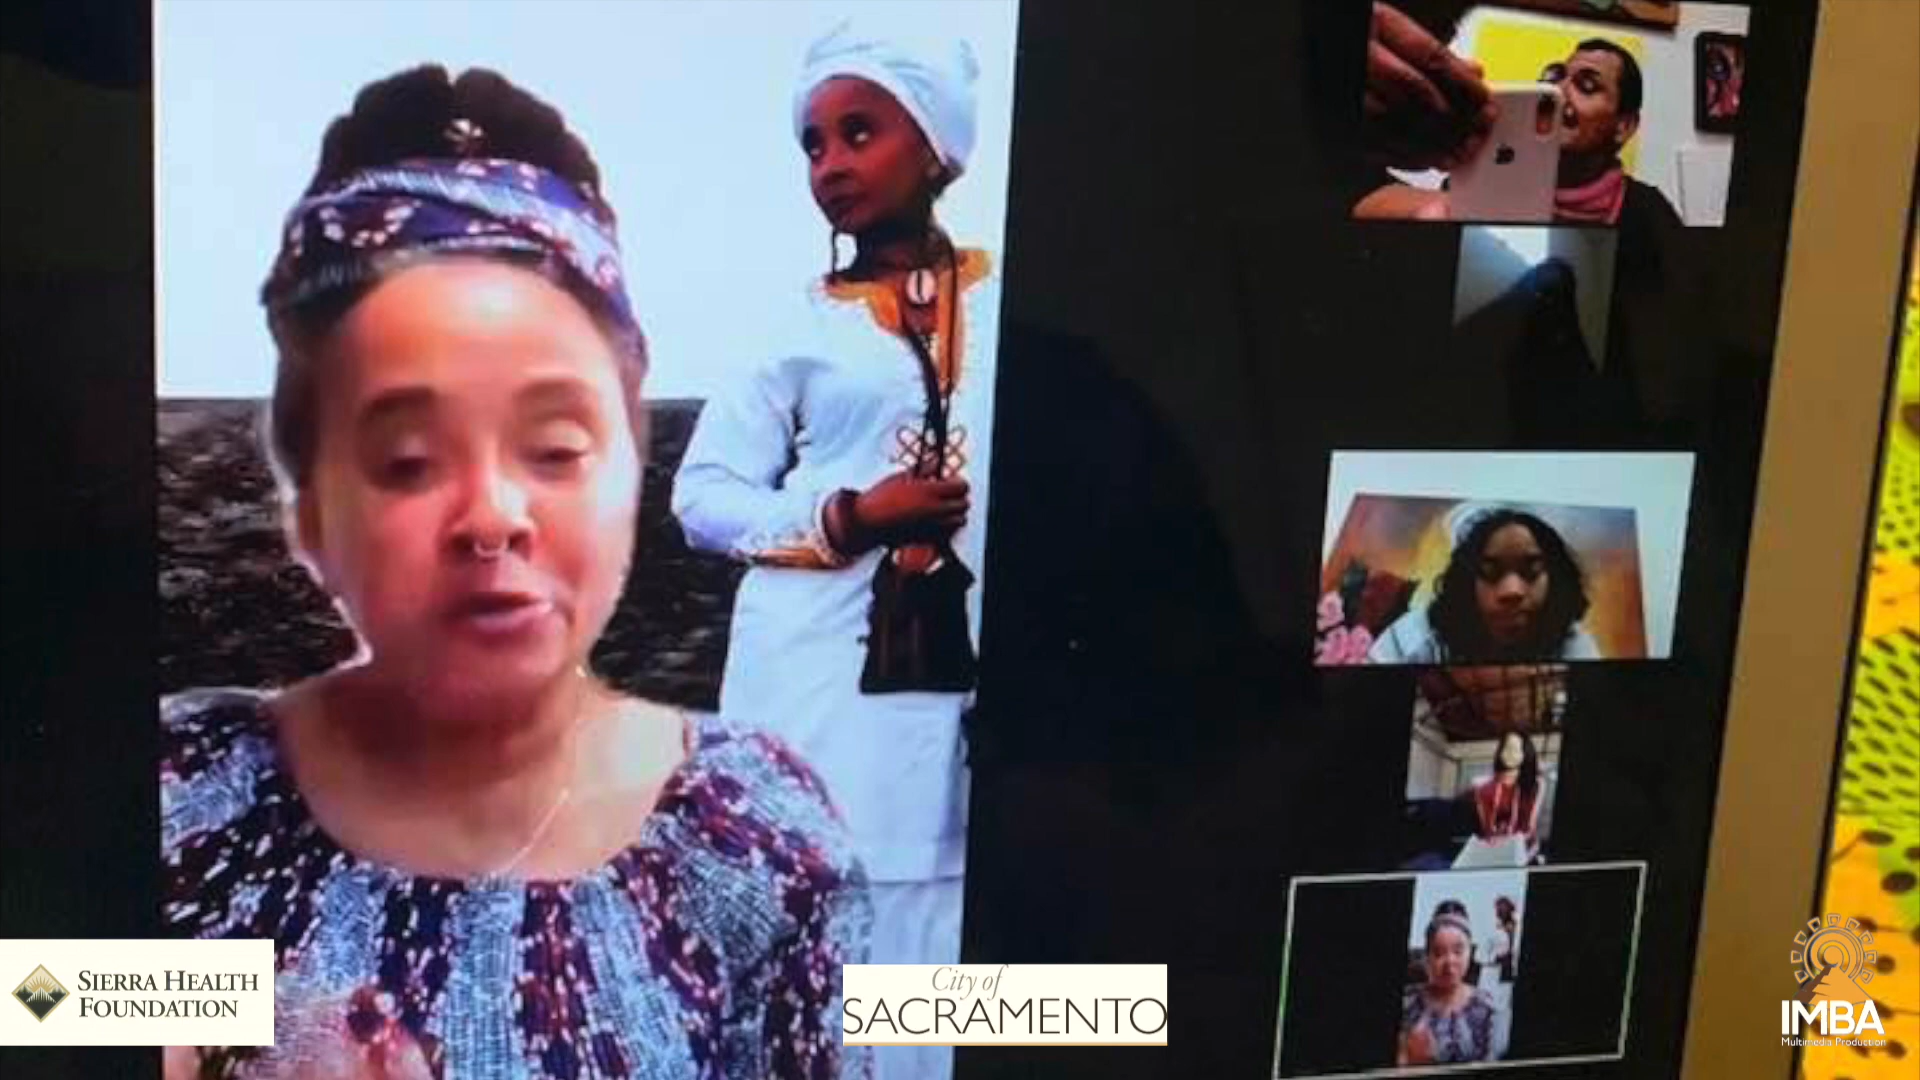 SIERRA HEALTH
FOUNDATION
City of
SACRAMENTO
IMBA
Multimedia Production